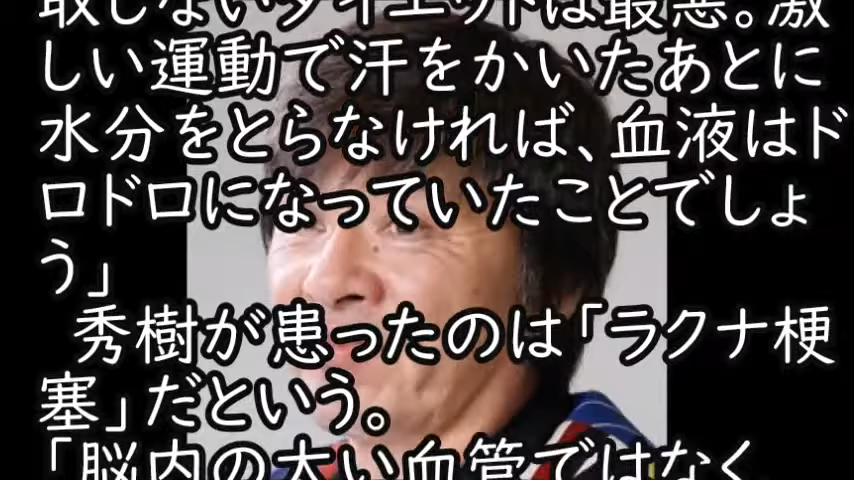 取しないダイエットは最悪。激
しい運動で汗をかいたあとに
水分をとらなければ、血液はド
ロドロになっていたことでしょ
う」
秀樹が患ったのは「ラクナ梗
塞」だという。
「脳内の太い血管ではなく